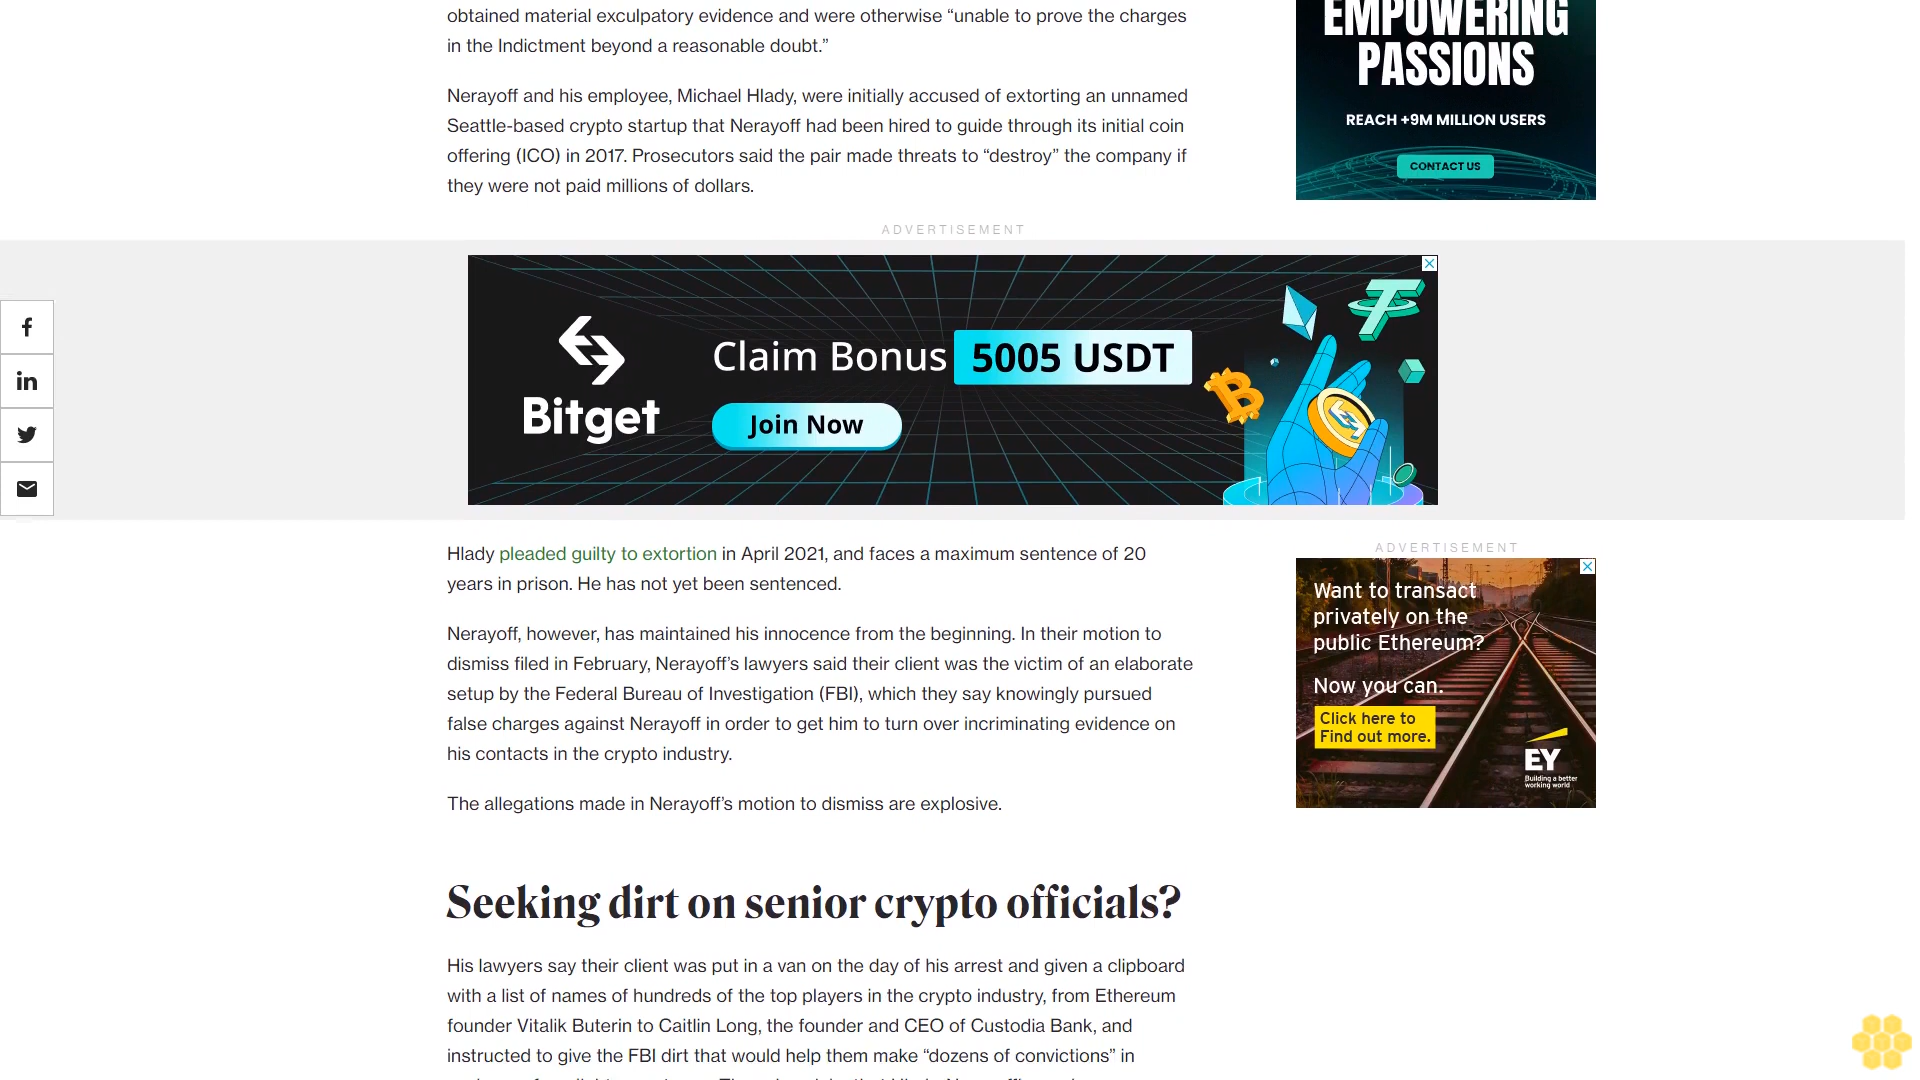 obtained material exculpatory evidence and were otherwise “unable to prove the charges
in the Indictment beyond a reasonable doubt.”
Nerayoff and his employee, Michael Hlady, were initially accused of extorting an unnamed
Seattle-based crypto startup that Nerayoff had been hired to guide through its initial coin
offering (ICO) in 2017. Prosecutors said the pair made threats to “destroy” the company if
they were not paid millions of dollars.
EMPOWERING
PASSIONS
REACH +9M MILLION USERS
CONTACT US
ADVERTISEMENT
Bitget
Claim Bonus 5005 USDT
Join Now
Hlady pleaded guilty to extortion in April 2021, and faces a maximum sentence of 20
years in prison. He has not yet been sentenced.
Nerayoff, however, has maintained his innocence from the beginning. In their motion to
dismiss filed in February, Nerayoff’s lawyers said their client was the victim of an elaborate
setup by the Federal Bureau of Investigation (FBI), which they say knowingly pursued
false charges against Nerayoff in order to get him to turn over incriminating evidence on
his contacts in the crypto industry.
The allegations made in Nerayoff’s motion to dismiss are explosive.
ADVERTISEMENT
Want to transact
privately on the
public Ethereum?
Now you can.
Click here to
Find out more.
EY
Building a better
working world
Seeking dirt on senior crypto officials?
His lawyers say their client was put in a van on the day of his arrest and given a clipboard
with a list of names of hundreds of the top players in the crypto industry, from Ethereum
founder Vitalik Buterin to Caitlin Long, the founder and CEO of Custodia Bank, and
instructed to give the FBI dirt that would help them make “dozens of convictions” in